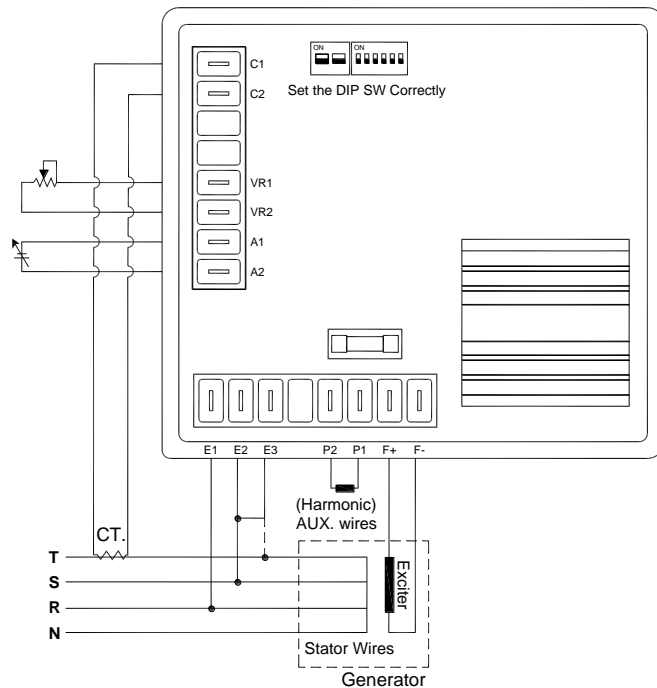 ON ON
Set the DIP SW Correctly
C1
C2
VR1
VR2
A1
A2
E1 E2 E3 P2 P1 F+ F-
(Harmonic)
AUX. wires
CT.
T
S
R
N
Exciter
Stator Wires
Generator